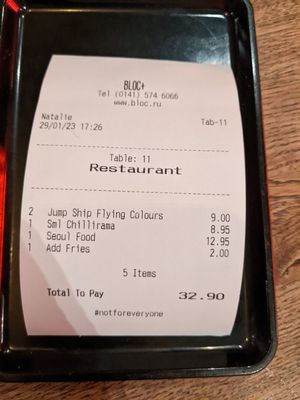 BLOC+
Tel (0141) 574 6066
www.bloc.ru
Natalie Tab-11
29/01/23 17:26
Table: 11
Restaurant
2 Jump Ship Flying Colours 9.00
1 Sml Chillirama 8.95
1 Seoul Food 12.95
1 Add Fries 2.00
5 Items
Total To Pay 32.90
#notforeveryone